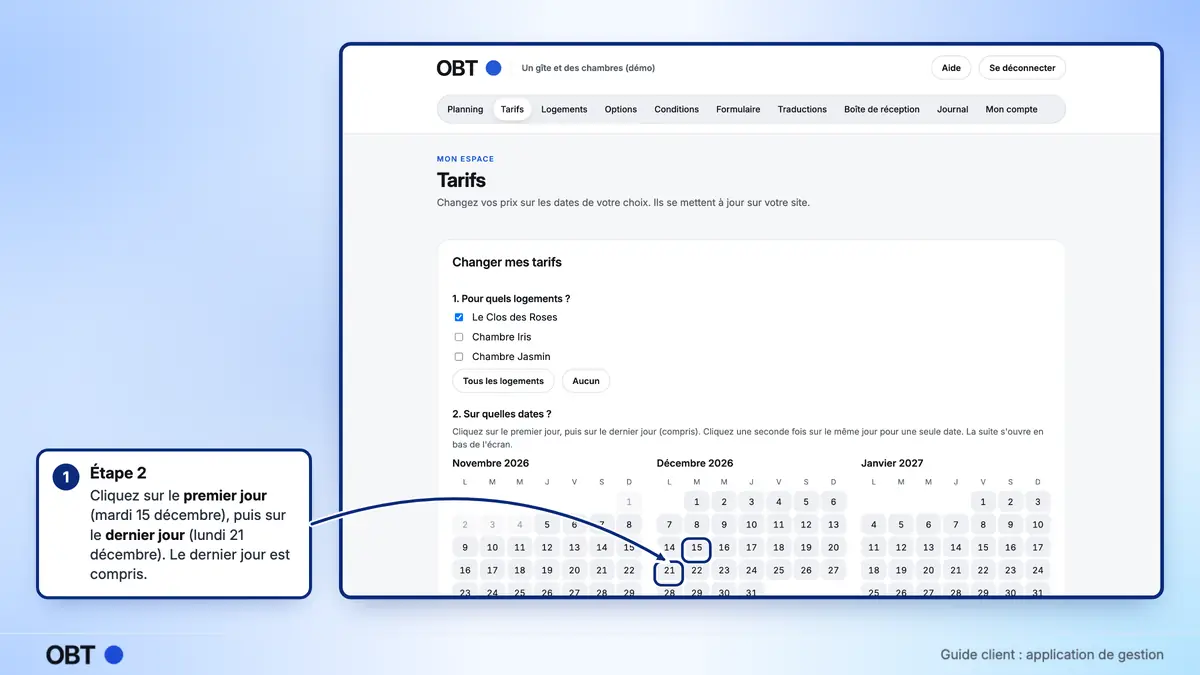 OBT
Un gîte et des chambres (démo)
Aide
Se déconnecter
Planning Tarifs Logements Options Conditions Formulaire Traductions Boîte de réception Journal Mon compte
MON ESPACE
Tarifs
Changez vos prix sur les dates de votre choix. Ils se mettent à jour sur votre site.
Changer mes tarifs
1. Pour quels logements ?
Le Clos des Roses
Chambre Iris
Chambre Jasmin
Tous les logements Aucun
2. Sur quelles dates ?
Cliquez sur le premier jour, puis sur le dernier jour (compris). Cliquez une seconde fois sur le même jour pour une seule date. La suite s'ouvre en
bas de l'écran.
Novembre 2026
L M M J V S D
1
2 3 4 5 6 7 8
9 10 11 12 13 14 15
16 17 18 19 20 21 22
23 24 25 26 27 28 29
Décembre 2026
L M M J V S D
1 2 3 4 5 6
7 8 9 10 11 12 13
14 15 16 17 18 19 20
21 22 23 24 25 26 27
28 29 30 31
Janvier 2027
L M M J V S D
1 2 3
4 5 6 7 8 9 10
11 12 13 14 15 16 17
18 19 20 21 22 23 24
25 26 27 28 29 30 31
1
Étape 2
Cliquez sur le premier jour
(mardi 15 décembre), puis sur
le dernier jour (lundi 21
décembre). Le dernier jour est
compris.
OBT
Guide client : application de gestion